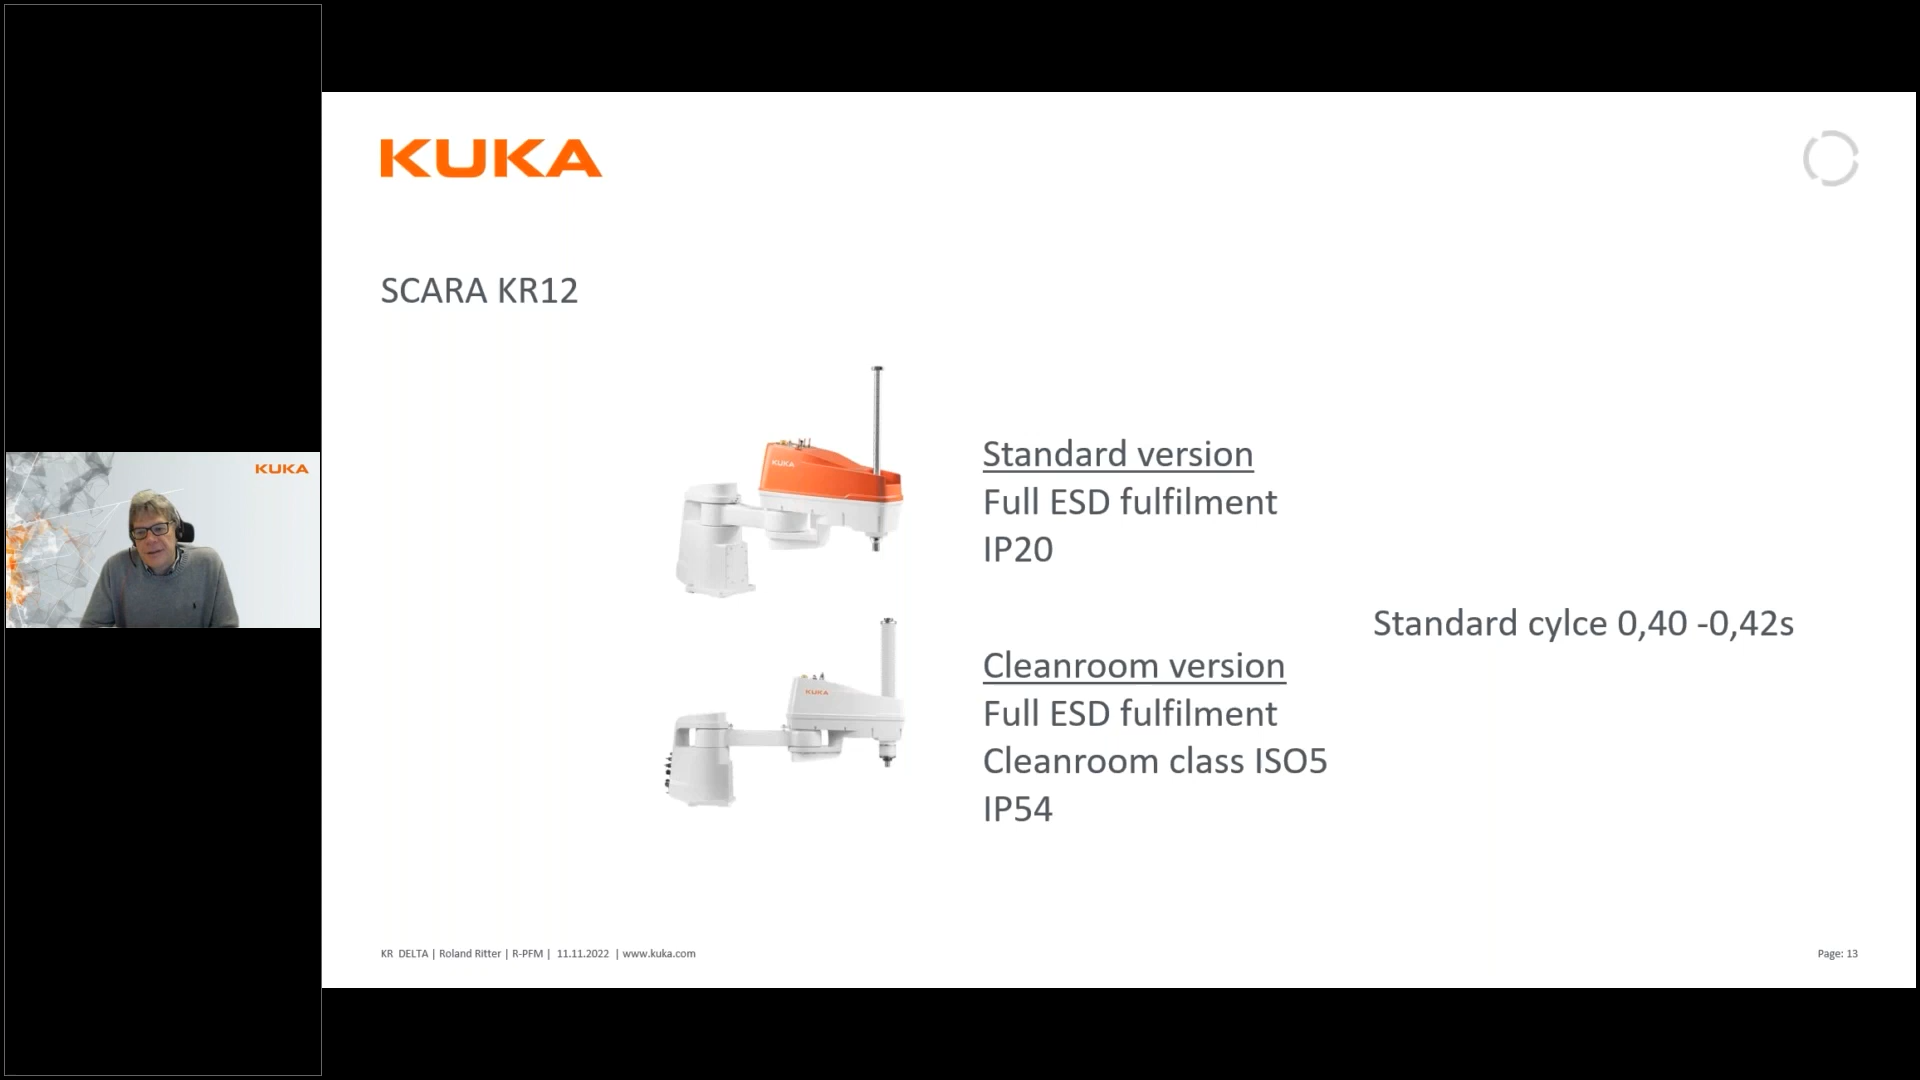 KUKA
KUKA
SCARA KR12
KUKA
Standard version
Full ESD fulfilment
IP20
Standard cylce 0,40 -0,42s
KUKA
Cleanroom version
Full ESD fulfilment
Cleanroom class ISO5
IP54
KR DELTA | Roland Ritter | R-PFM | 11.11.2022 | www.kuka.com
Page: 13